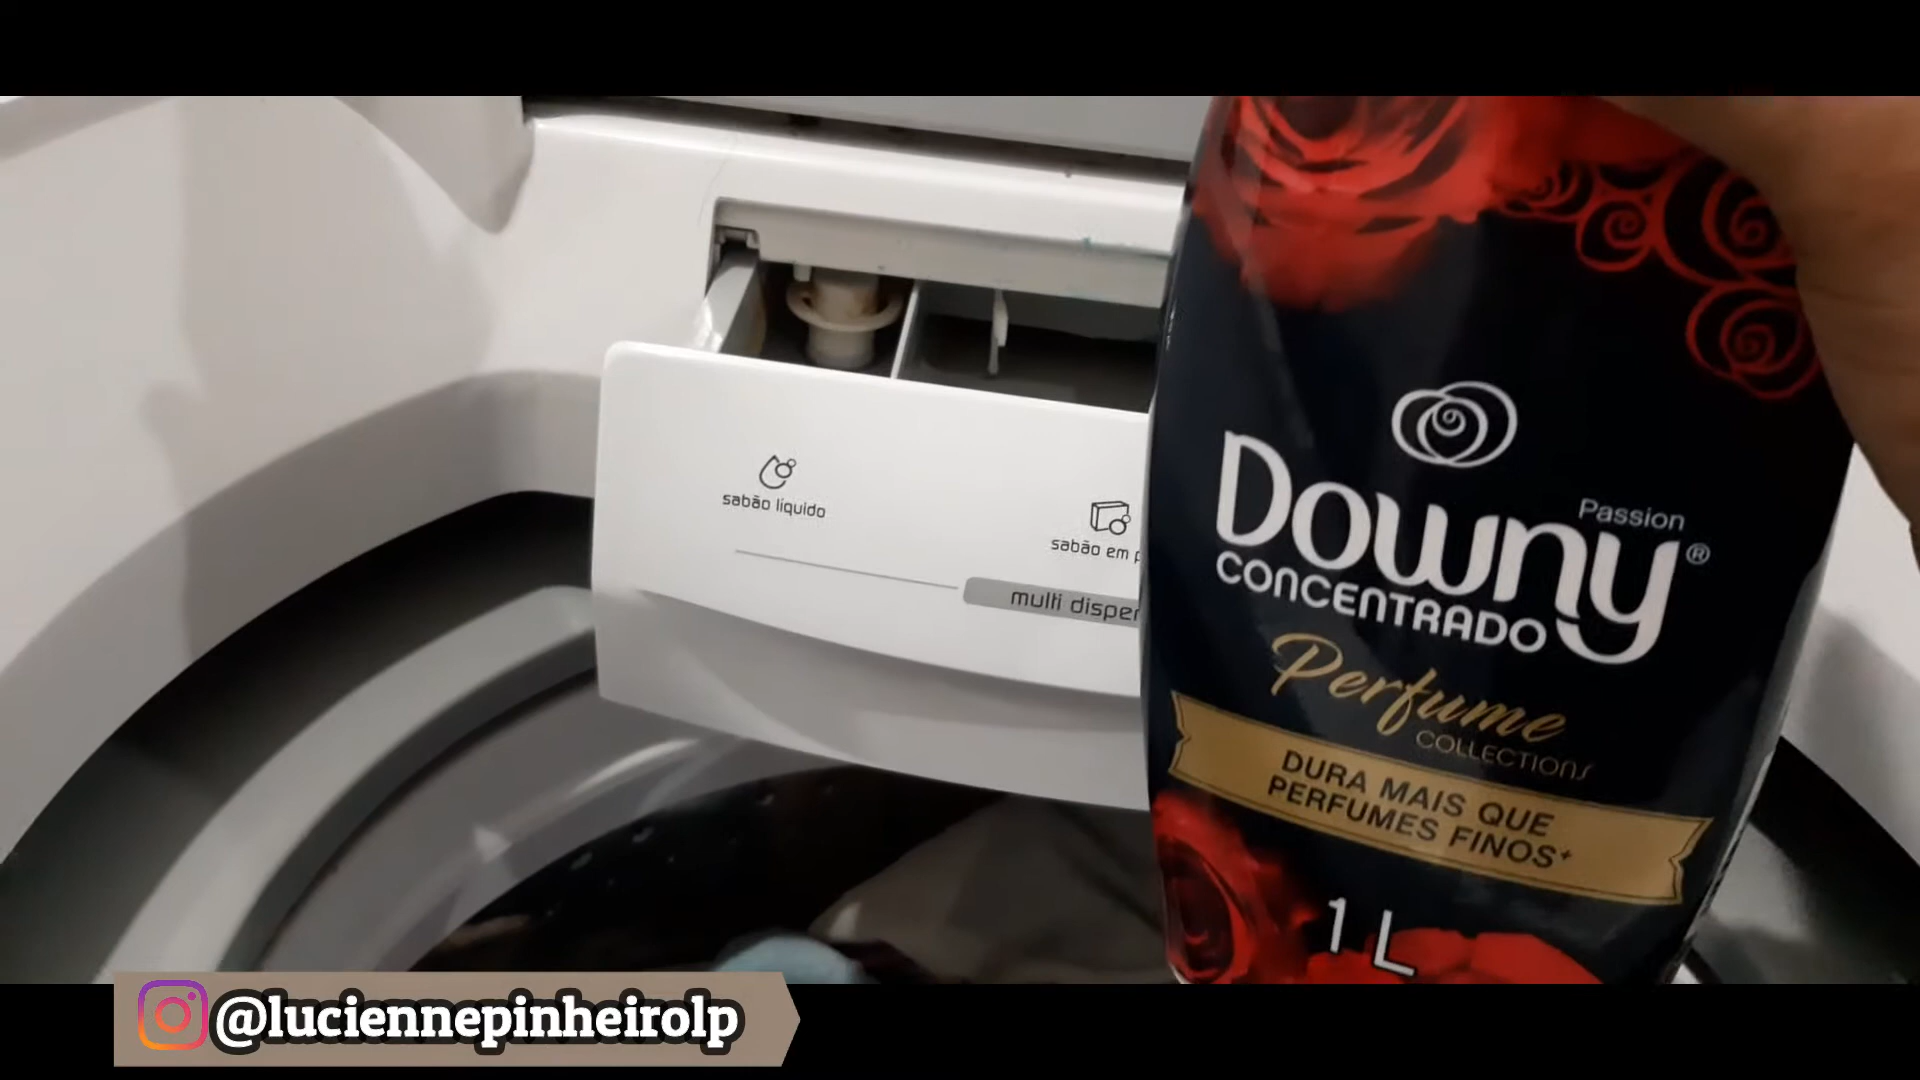 sabão líquido
sabão em
multi disper
Passion
Downy®
CONCENTRADO
Perfume
COLLECTIONS
DURA MAIS QUE
PERFUMES FINOS+
1 L
@luciennepinheirolp